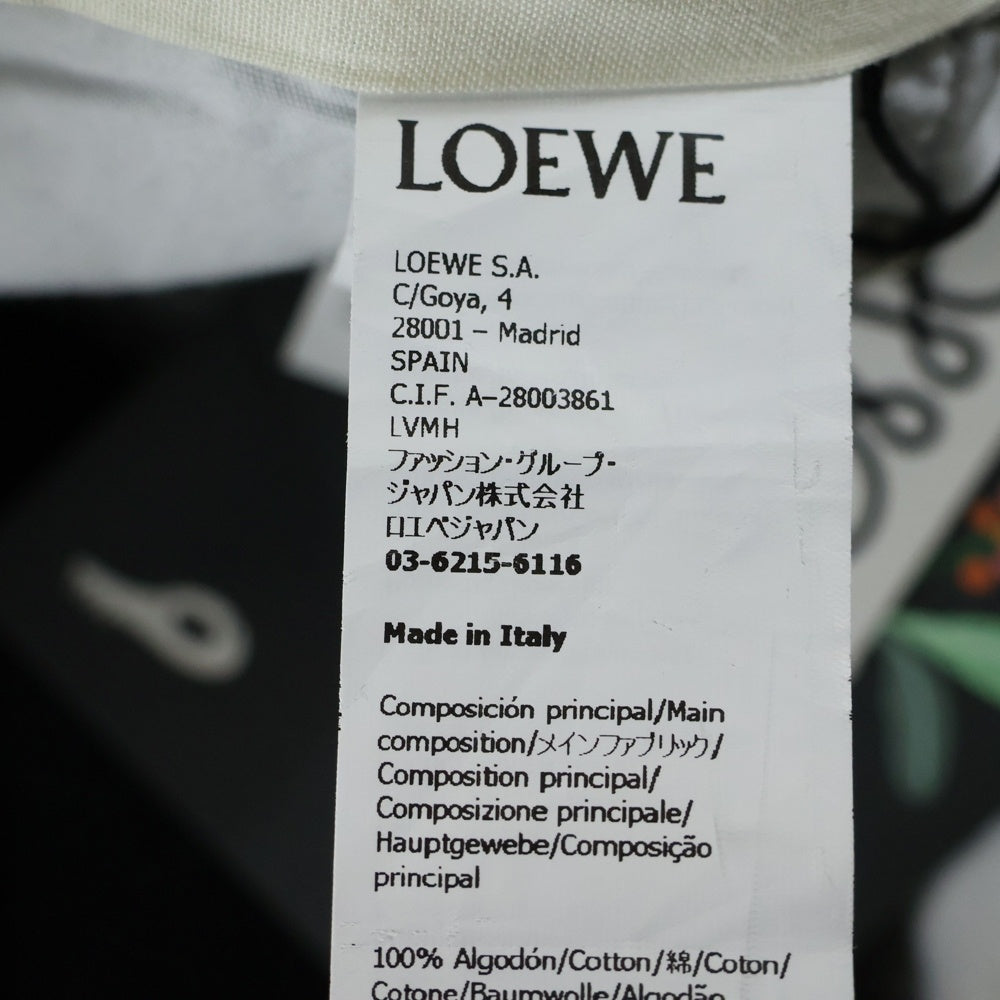 LOEWE
LOEWE S.A.
C/Goya, 4
28001 – Madrid
SPAIN
C.I.F. A–28003861
LVMH
ファッション・グループ・
ジャパン株式会社
ロエベジャパン
03-6215-6116
Made in Italy
Composición principal/Main
composition/メインファブリック/
Composition principal/
Composizione principale/
Hauptgewebe/Composição
principal
100% Algodón/Cotton/綿/Coton/
Cotone/Baumwolle/Algodão